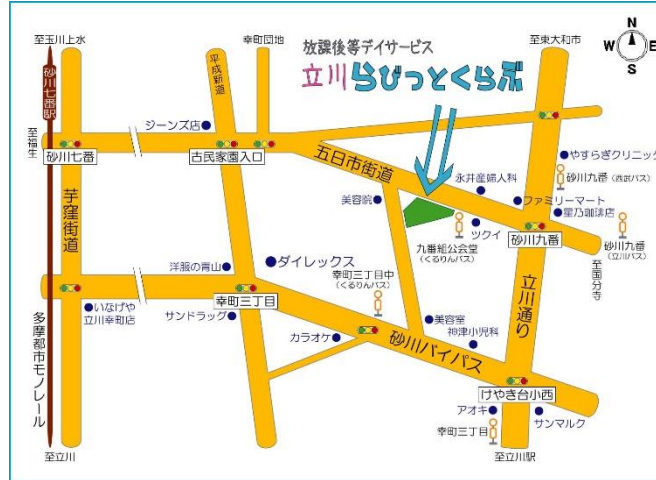 至玉川上水
幸町団地
放課後等デイサービス
立川 らびっとくらぶ
至東大和市
N
W
E
S
砂川七番駅
平成新道
ジーンズ店
至福生
砂川七番
古民家園入口
五日市街道
永井産婦人科
やすらぎクリニック
砂川九番
(西武バス)
ファミリーマート
星乃珈琲店
美容院
ツクイ
九番組公会堂
(くるりんバス)
砂川九番
砂川九番
(立川バス)
至国分寺
芋窪街道
洋服の青山
ダイレックス
幸町三丁目中
(くるりんバス)
幸町三丁目
立川通り
いなげや
立川幸町店
サンドラッグ
カラオケ
美容室
神津小児科
砂川バイパス
多摩都市モノレール
けやき台小西
アオキ
サンマルク
幸町三丁目
至立川
至立川駅